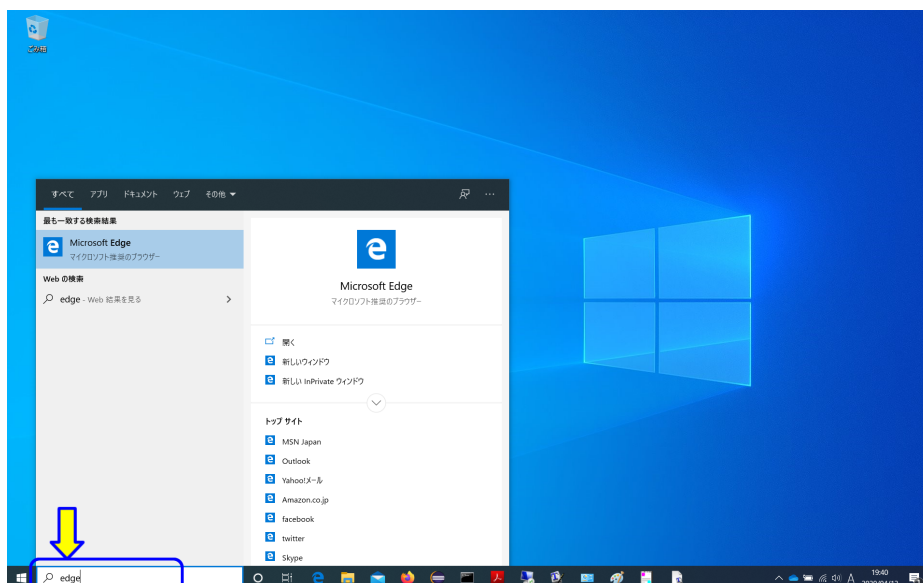 ごみ箱
すべて アプリ ドキュメント ウェブ その他
最も一致する検索結果
Microsoft Edge
マイクロソフト推奨のブラウザー
Web の検索
edge - Web 結果を見る
Microsoft Edge
マイクロソフト推奨のブラウザー
開く
新しいウィンドウ
新しい InPrivate ウィンドウ
トップ サイト
MSN Japan
Outlook
Yahoo!メール
Amazon.co.jp
facebook
twitter
Skype
edge
A
19:40